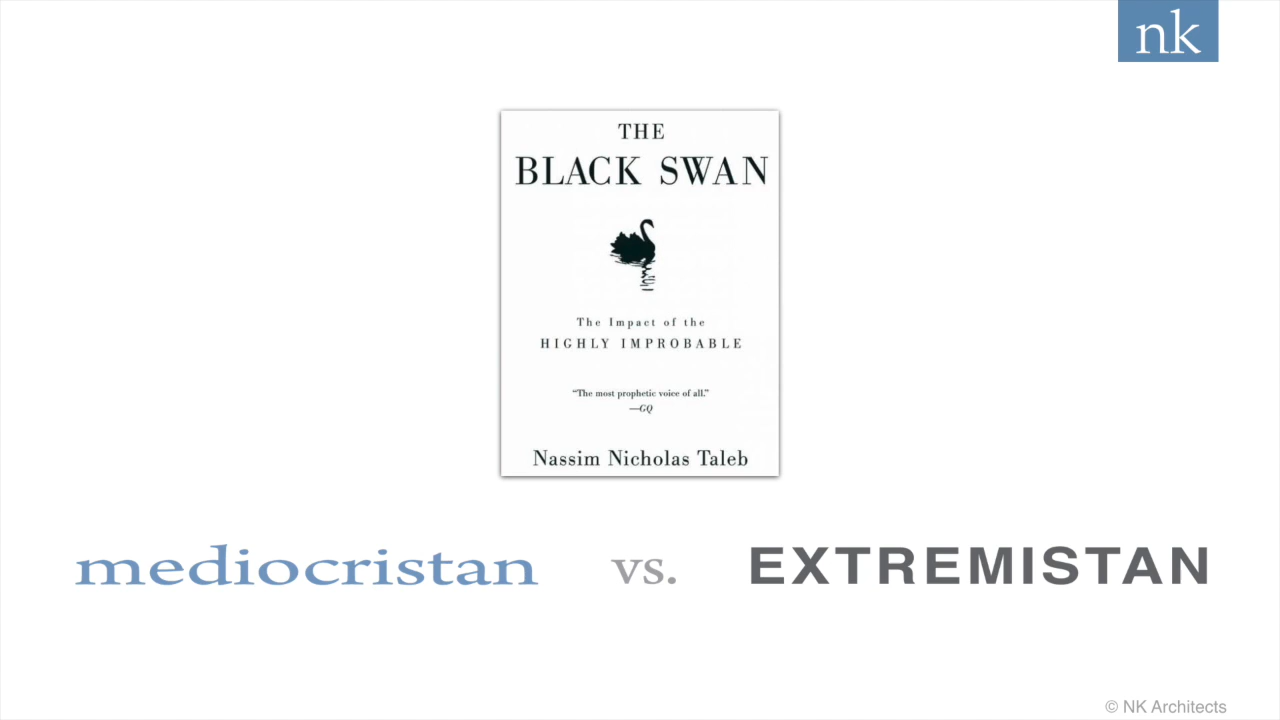 nk
THE
BLACK SWAN
The Impact of the
HIGHLY IMPROBABLE
“The most prophetic voice of all.”
—GQ
Nassim Nicholas Taleb
mediocristan vs. EXTREMISTAN
© NK Architects